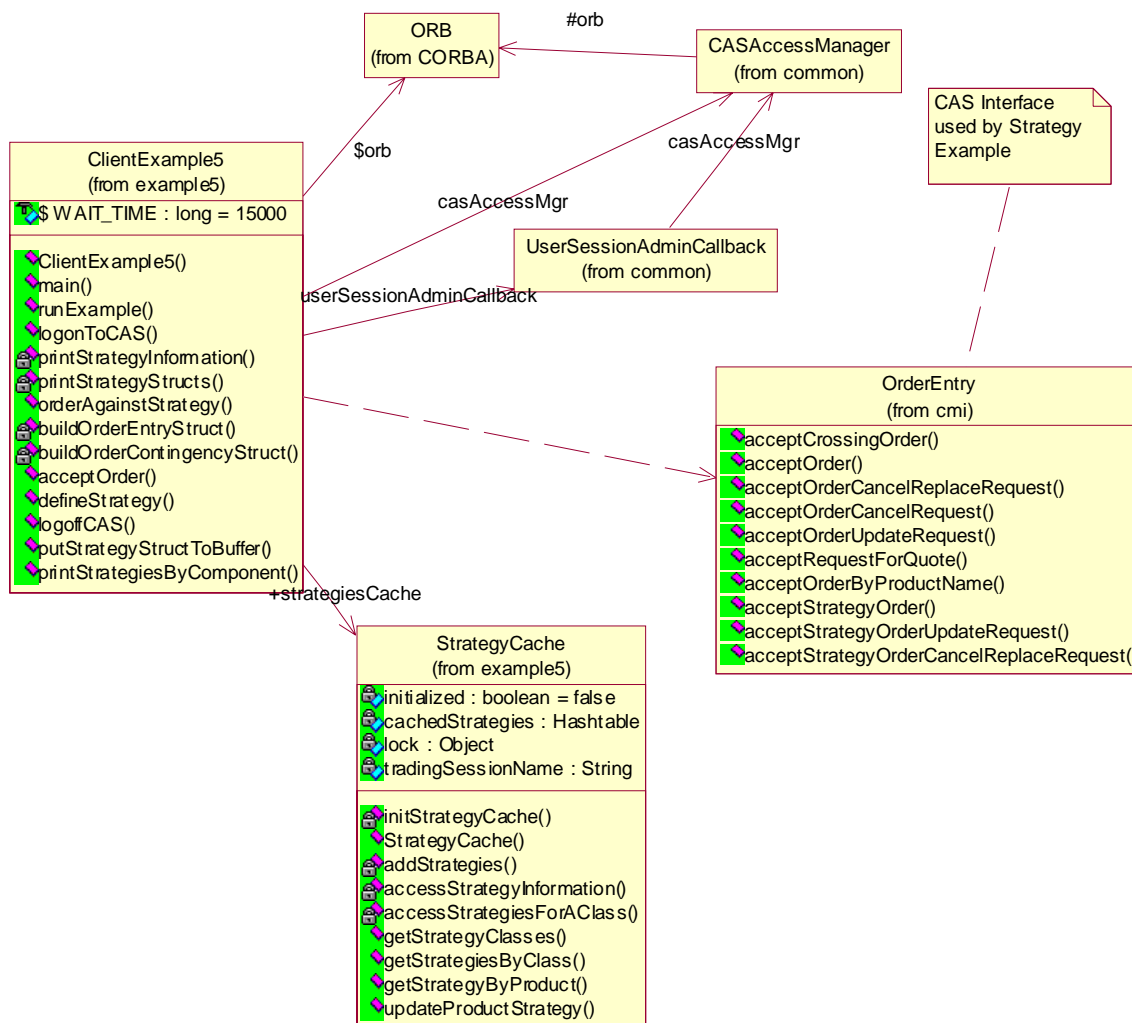 ORB
(from CORBA)
#orb
CASAccessManager
(from common)
CAS Interface
used by Strategy
Example
$orb
casAccessMgr
casAccessMgr
ClientExample5
(from example5)
$ WAIT_TIME : long = 15000
ClientExample5()
main()
runExample()
logonToCAS()
printStrategyInformation()
printStrategyStructs()
orderAgainstStrategy()
buildOrderEntryStruct()
buildOrderContingencyStruct()
acceptOrder()
defineStrategy()
logoffCAS()
putStrategyStructToBuffer()
printStrategiesByComponent()
UserSessionAdminCallback
(from common)
userSessionAdminCallback
OrderEntry
(from cmi)
acceptCrossingOrder()
acceptOrder()
acceptOrderCancelReplaceRequest()
acceptOrderCancelRequest()
acceptOrderUpdateRequest()
acceptRequestForQuote()
acceptOrderByProductName()
acceptStrategyOrder()
acceptStrategyOrderUpdateRequest()
acceptStrategyOrderCancelReplaceRequest()
+strategiesCache
StrategyCache
(from example5)
initialized : boolean = false
cachedStrategies : Hashtable
lock : Object
tradingSessionName : String
initStrategyCache()
StrategyCache()
addStrategies()
accessStrategyInformation()
accessStrategiesForAClass()
getStrategyClasses()
getStrategiesByClass()
getStrategyByProduct()
updateProductStrategy()